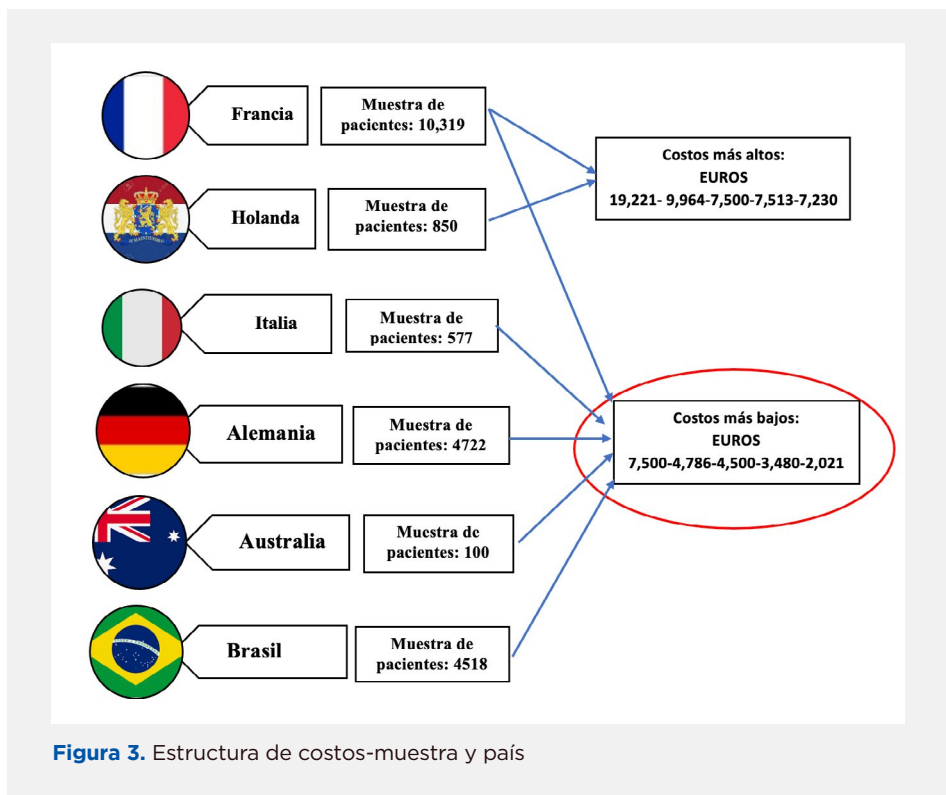 Francia
Muestra de
pacientes: 10,319
Costos más altos:
EUROS
19,221- 9,964-7,500-7,513-7,230
Holanda
Muestra de
pacientes: 850
Italia
Muestra de
pacientes: 577
Alemania
Muestra de
pacientes: 4722
Costos más bajos:
EUROS
7,500-4,786-4,500-3,480-2,021
Australia
Muestra de
pacientes: 100
Brasil
Muestra de
pacientes: 4518
Figura 3. Estructura de costos-muestra y país